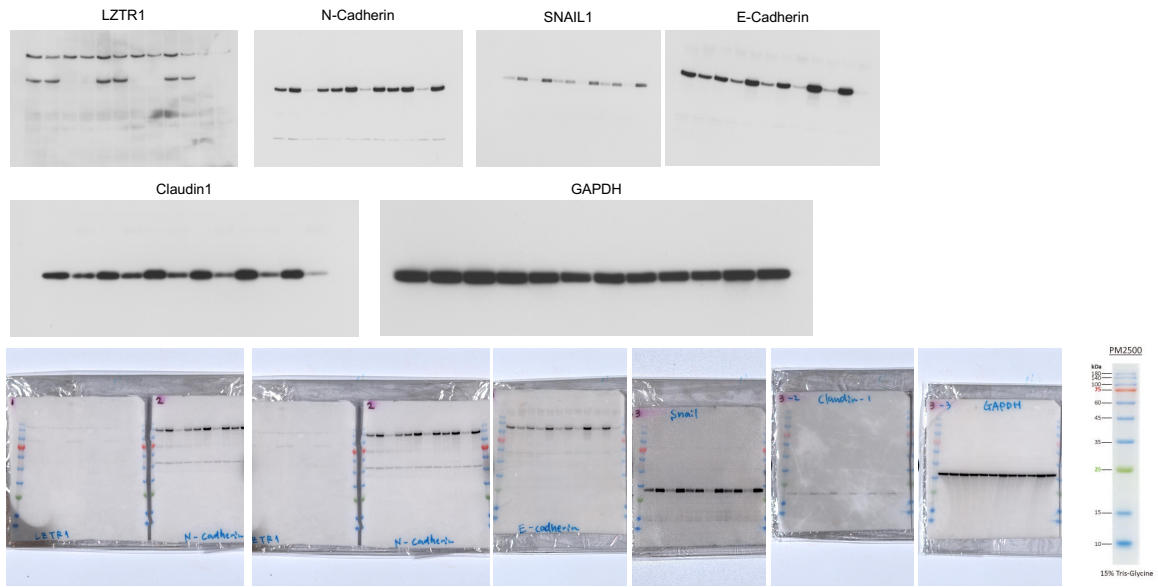 LZTR1
N-Cadherin
SNAIL1
E-Cadherin
Claudin1
GAPDH
1
LZTR1
2
N-Cadherin
2
N-Cadherin
E-cadherin
3
Snail
3-2
Claudin-1
3-3
GAPDH
PM2500
kDa
180
140
100
75
60
45
35
25
15
10
15% Tris-Glycine